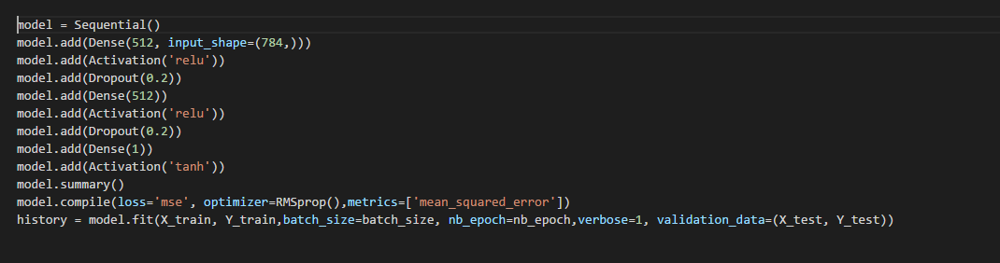 model = Sequential()
model.add(Dense(512, input_shape=(784,)))
model.add(Activation('relu'))
model.add(Dropout(0.2))
model.add(Dense(512))
model.add(Activation('relu'))
model.add(Dropout(0.2))
model.add(Dense(1))
model.add(Activation('tanh'))
model.summary()
model.compile(loss='mse', optimizer=RMSprop(),metrics=['mean_squared_error'])
history = model.fit(X_train, Y_train,batch_size=batch_size, nb_epoch=nb_epoch,verbose=1, validation_data=(X_test, Y_test))